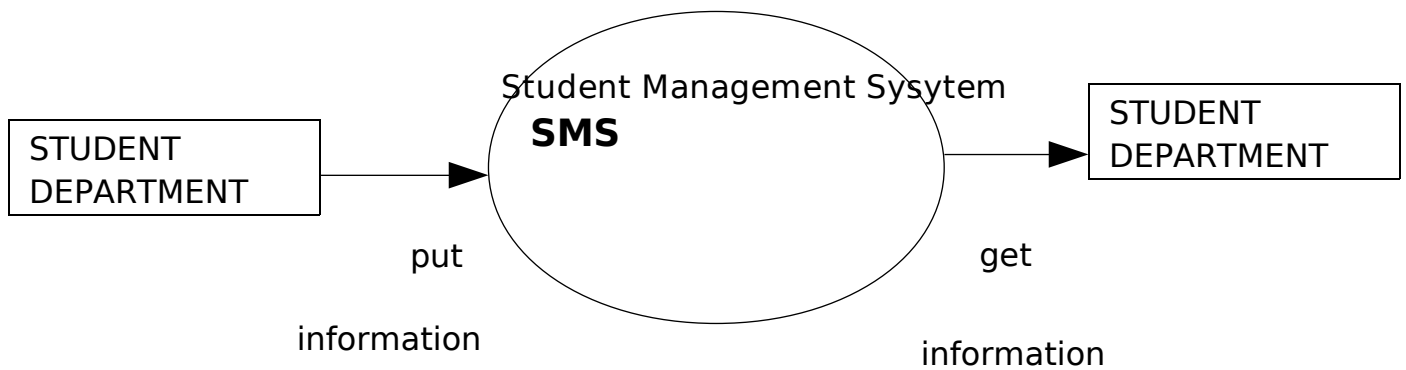 Student Management Sysytem
SMS
STUDENT
DEPARTMENT
STUDENT
DEPARTMENT
put
information
get
information